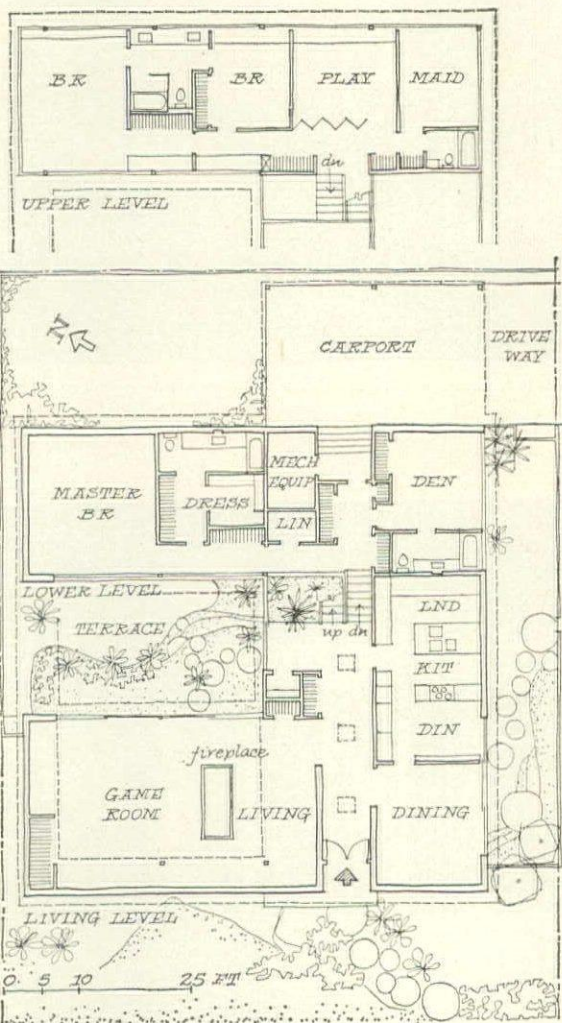 BR
BR
PLAY
MAID
dn
UPPER LEVEL
N
CARPORT
DRIVE
WAY
MASTER
BR
DRESS
MECH
EQUIP
LIN
DEN
LOWER LEVEL
TERRACE
up dn
LND
KIT
DIN
fireplace
GAME
ROOM
LIVING
DINING
LIVING LEVEL
0 5 10 25 FT